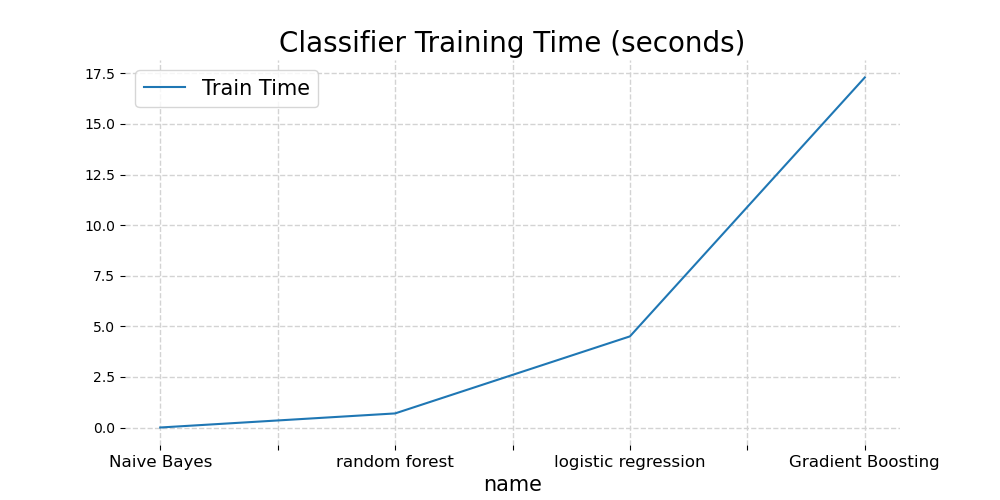 Classifier Training Time (seconds)
Train Time
17.5
15.0
12.5
10.0
7.5
5.0
2.5
0.0
Naive Bayes random forest logistic regression Gradient Boosting
name